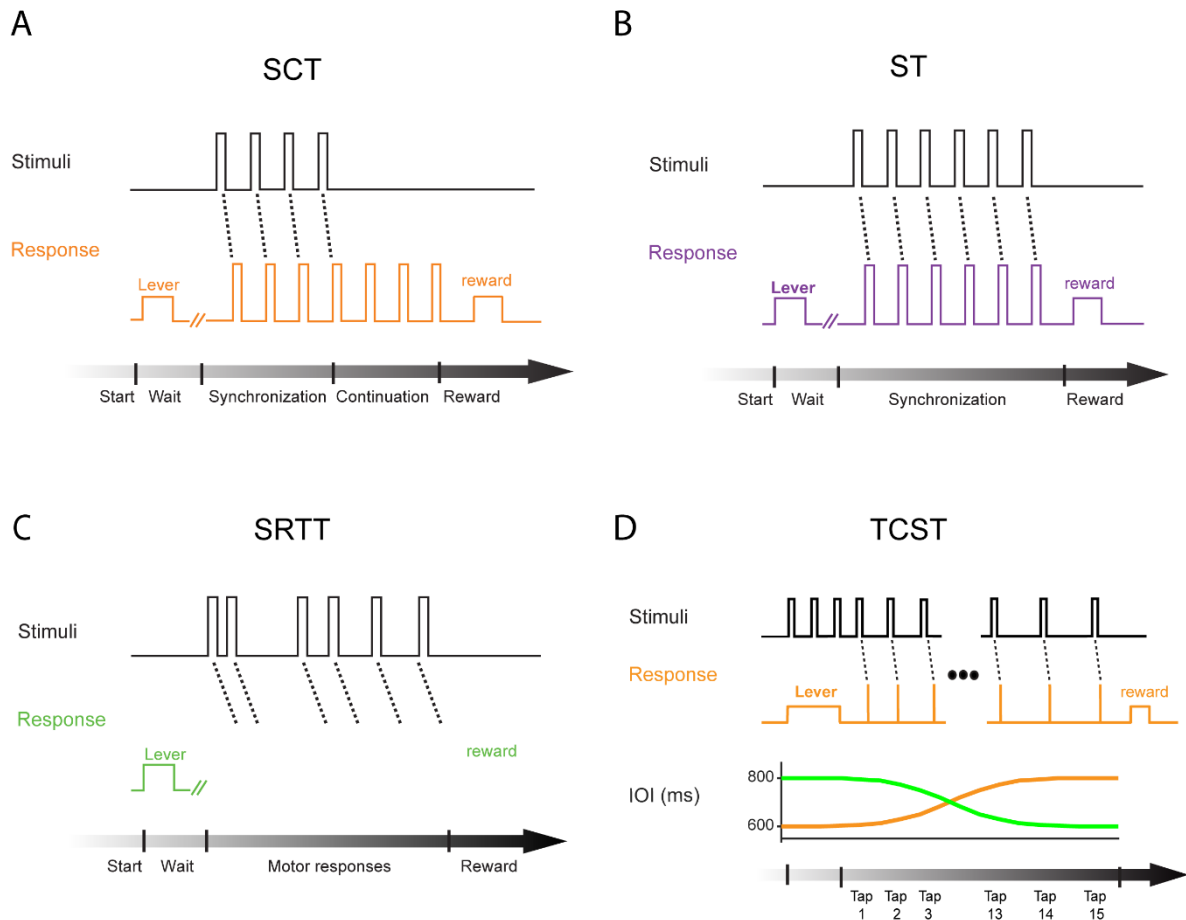 A
SCT
Stimuli
Response
Lever
reward
Start Wait Synchronization Continuation Reward
B
ST
Stimuli
Response
Lever
reward
Start Wait Synchronization Reward
C
SRTT
Stimuli
Response
Lever
reward
Start Wait Motor responses Reward
D
TCST
Stimuli
Response
Lever
reward
IOI (ms)
800
600
Tap 1
Tap 2
Tap 3
Tap 13
Tap 14
Tap 15